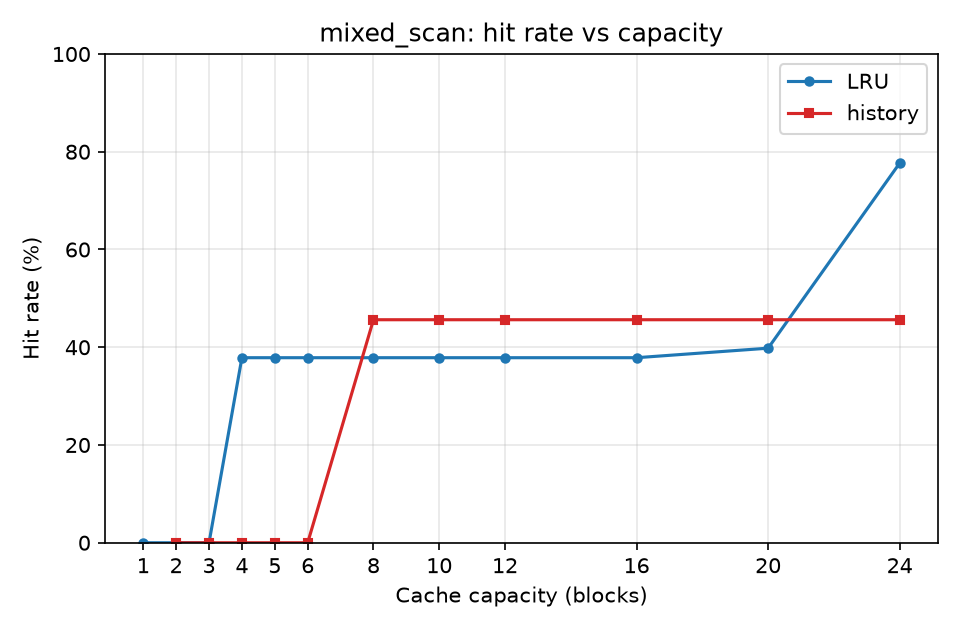 mixed_scan: hit rate vs capacity
100
80
60
40
20
0
Hit rate (%)
LRU
history
1 2 3 4 5 6 8 10 12 16 20 24
Cache capacity (blocks)